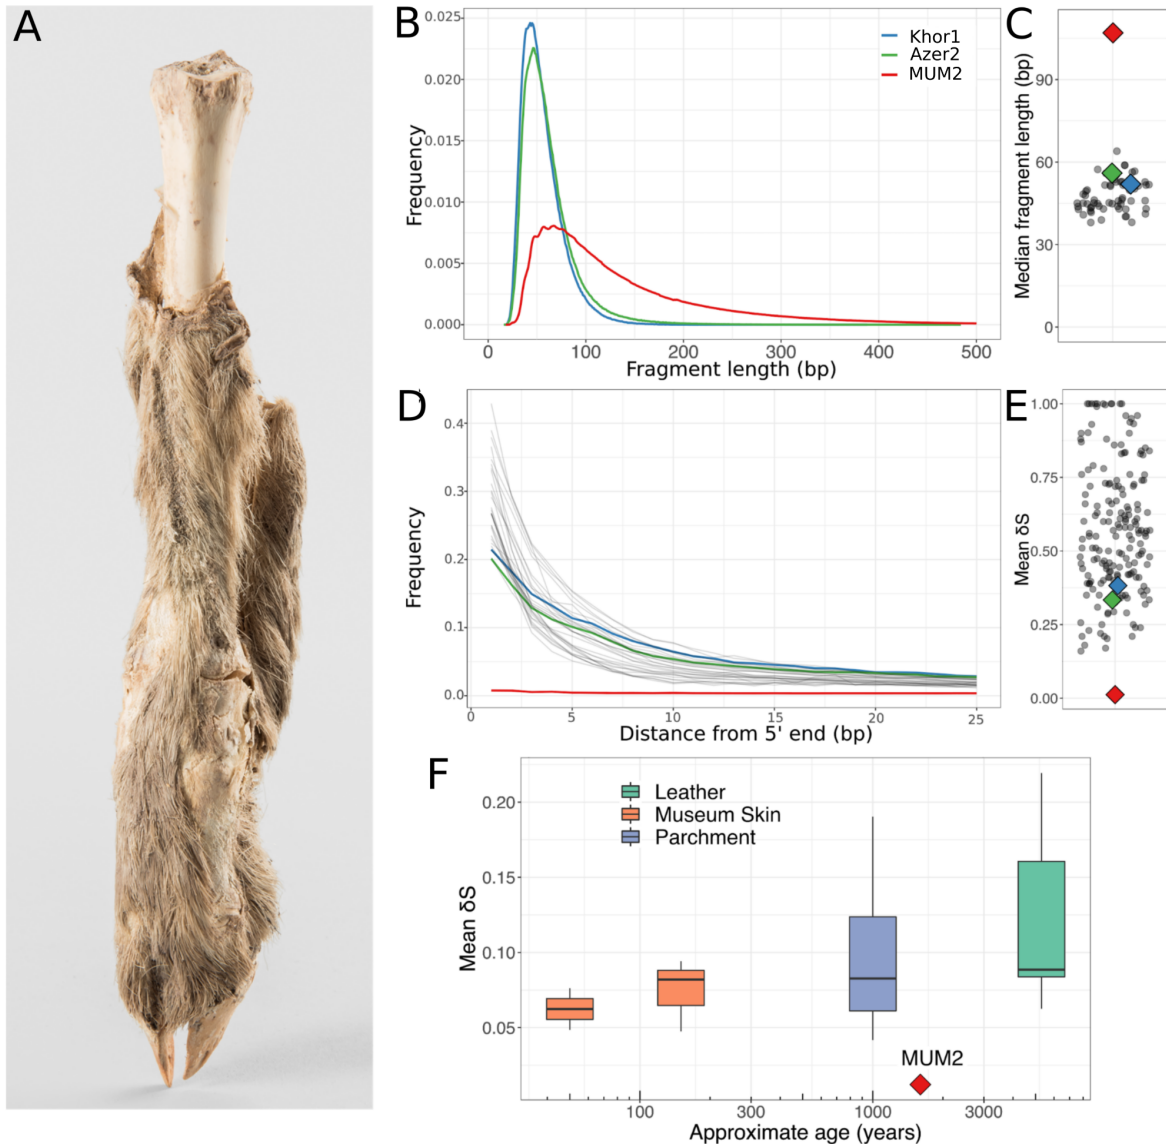 A
B
0.025
0.020
0.015
0.010
0.005
0.000
Frequency
Khor1
Azer2
MUM2
0
100
200
300
400
500
Fragment length (bp)
C
Median fragment length (bp)
90
60
30
0
D
0.4
0.3
0.2
0.1
0.0
Frequency
0
5
10
15
20
25
Distance from 5' end (bp)
E
Mean δS
1.00
0.75
0.50
0.25
0.00
F
Mean δS
0.20
0.15
0.10
0.05
Leather
Museum Skin
Parchment
MUM2
100
300
1000
3000
Approximate age (years)